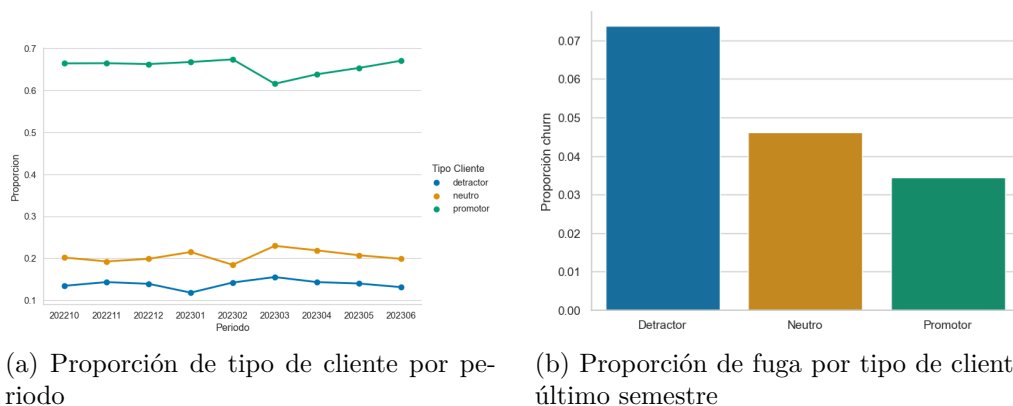 0.7
0.6
0.5
0.4
0.3
0.2
0.1
Proporcion
202210 202211 202212 202301 202302 202303 202304 202305 202306
Periodo
Tipo Cliente
detractor
neutro
promotor
(a) Proporción de tipo de cliente por pe-
riodo
0.07
0.06
0.05
0.04
0.03
0.02
0.01
0.00
Proporción churn
Detractor Neutro Promotor
(b) Proporción de fuga por tipo de client
último semestre